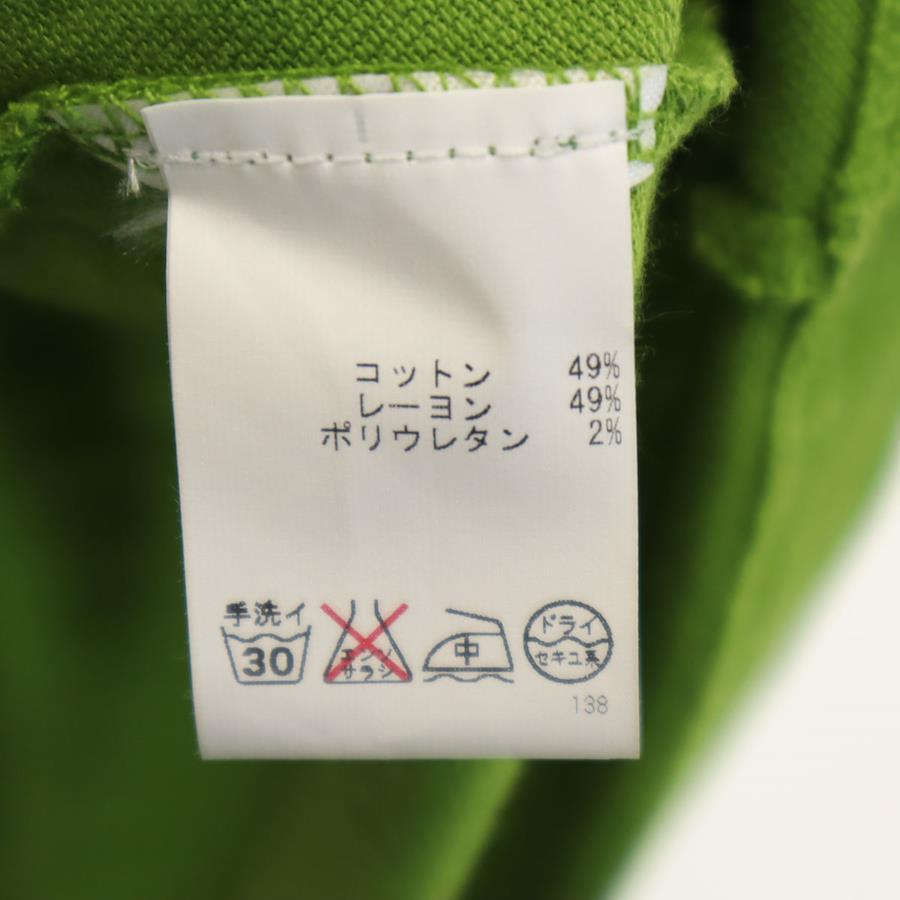 コットン 49%
レーヨン 49%
ポリウレタン 2%
手洗イ
30
エンソ
サラシ
中
ドライ
セキユ系
138